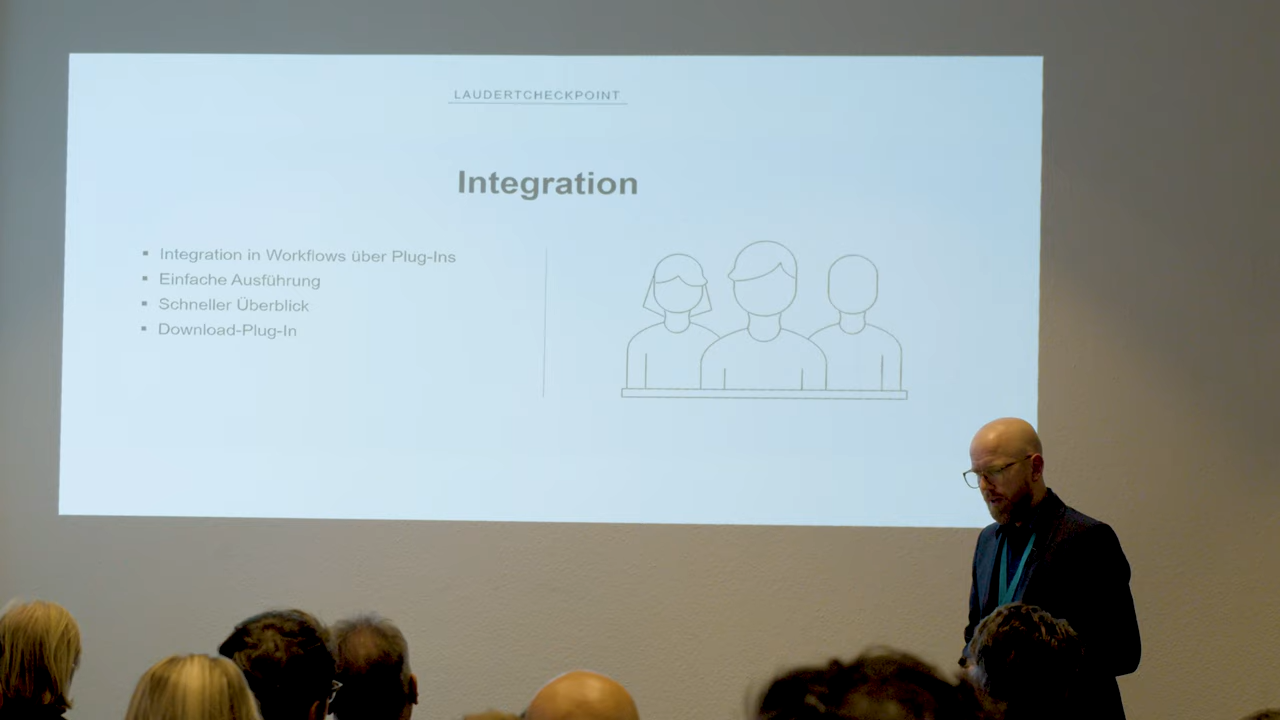 LAUDERTCHECKPOINT
Integration
▪ Integration in Workflows über Plug-Ins
▪ Einfache Ausführung
▪ Schneller Überblick
▪ Download-Plug-In